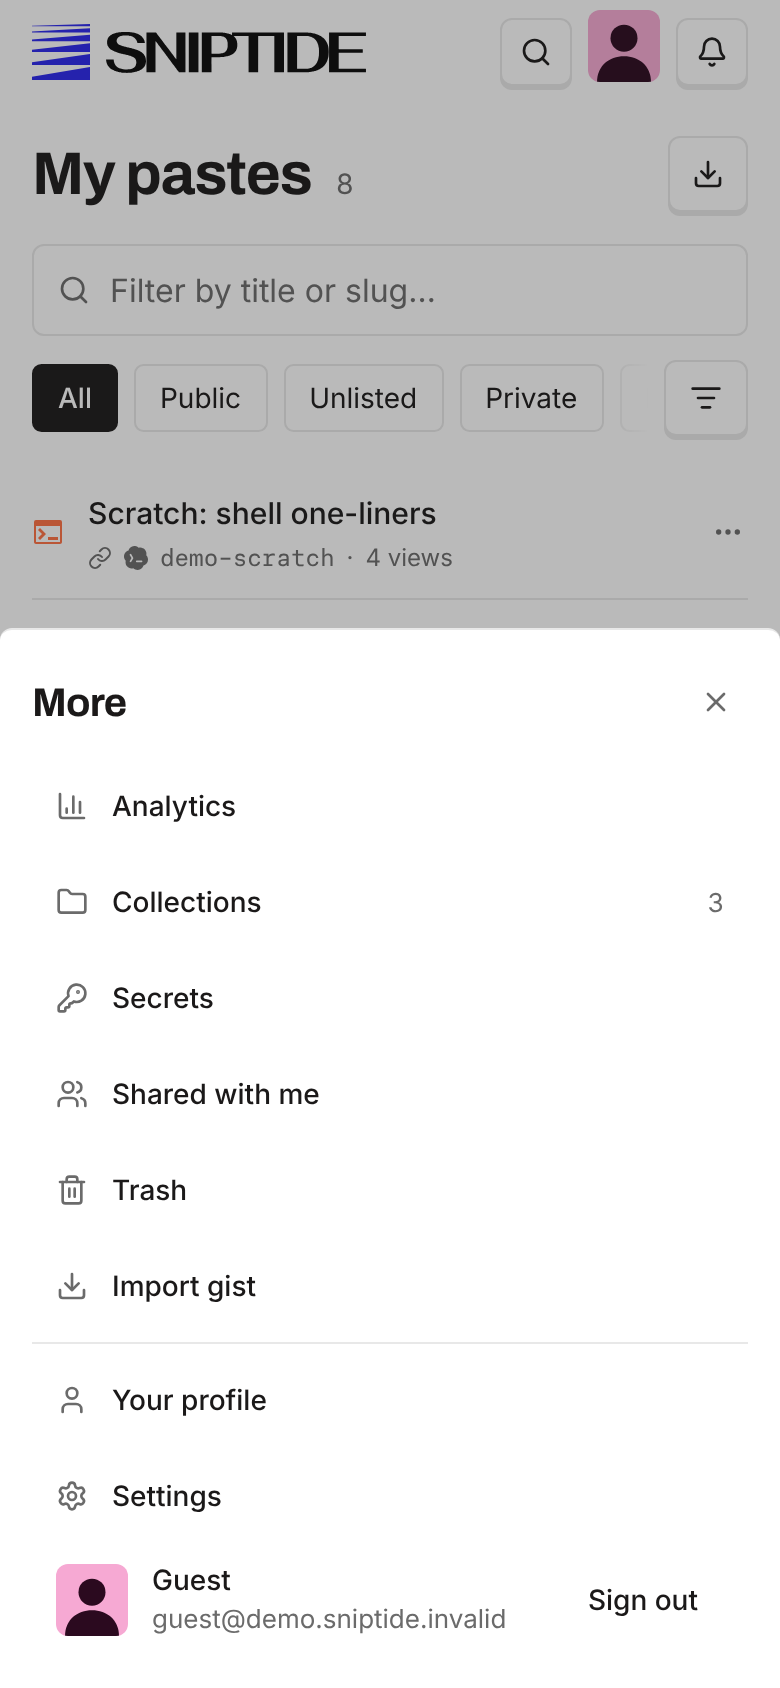 SNIPTIDE
My pastes 8
Filter by title or slug...
All Public Unlisted Private
Scratch: shell one-liners
demo-scratch · 4 views
More
Analytics
Collections 3
Secrets
Shared with me
Trash
Import gist
Your profile
Settings
Guest
guest@demo.sniptide.invalid
Sign out